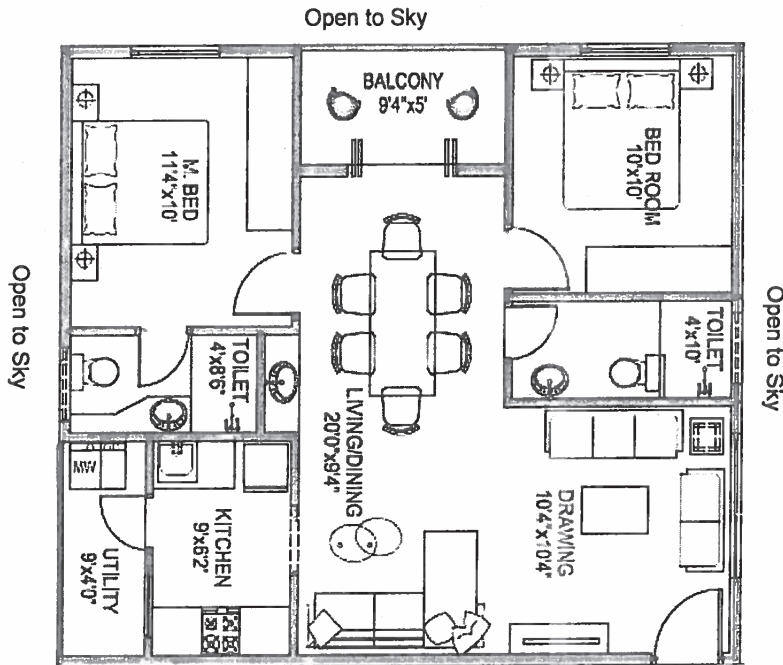 Open to Sky
BALCONY
9'4"x5'
M. BED
11'4"x10'
BED ROOM
10'x10'
Open to Sky
Open to Sky
TOILET
4'x8'6"
TOILET
4'x10'
LIVING/DINING
20'0"x9'4"
DRAWING
10'4"x10'4"
MW
KITCHEN
9'x6'2"
UTILITY
9'x4'0"